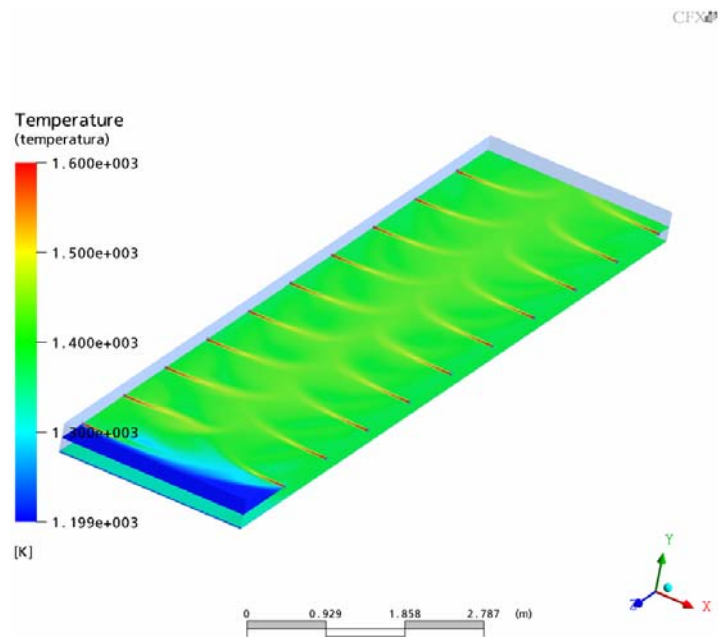 CFX
Temperature
(temperatura)
1.600e+003
1.500e+003
1.400e+003
1.300e+003
1.199e+003
[K]
Y
Z
X
0 0.929 1.858 2.787 (m)